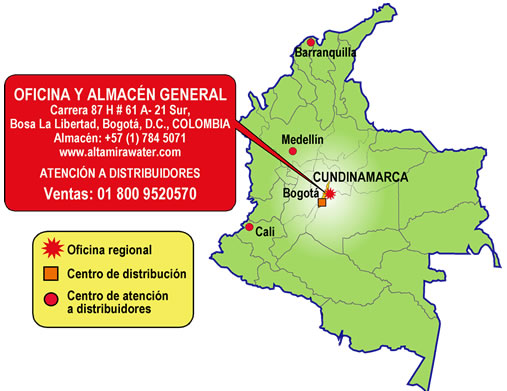 OFICINA Y ALMACÉN GENERAL
Carrera 87 H # 61 A- 21 Sur,
Bosa La Libertad, Bogotá, D.C., COLOMBIA
Almacén: +57 (1) 784 5071
www.altamirawater.com
ATENCIÓN A DISTRIBUIDORES
Ventas: 01 800 9520570
Barranquilla
Medellín
CUNDINAMARCA
Bogotá
Cali
Oficina regional
Centro de distribución
Centro de atención
a distribuidores